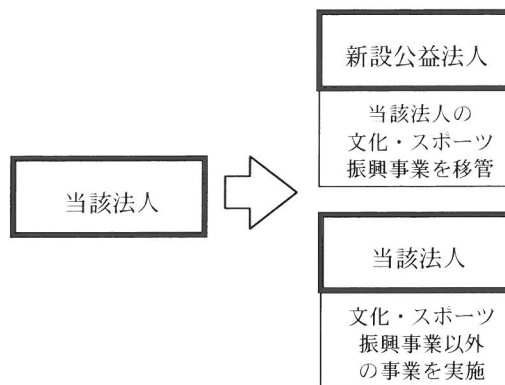 新設公益法人
当該法人の
文化・スポーツ
振興事業を移管
当該法人
当該法人
文化・スポーツ
振興事業以外
の事業を実施